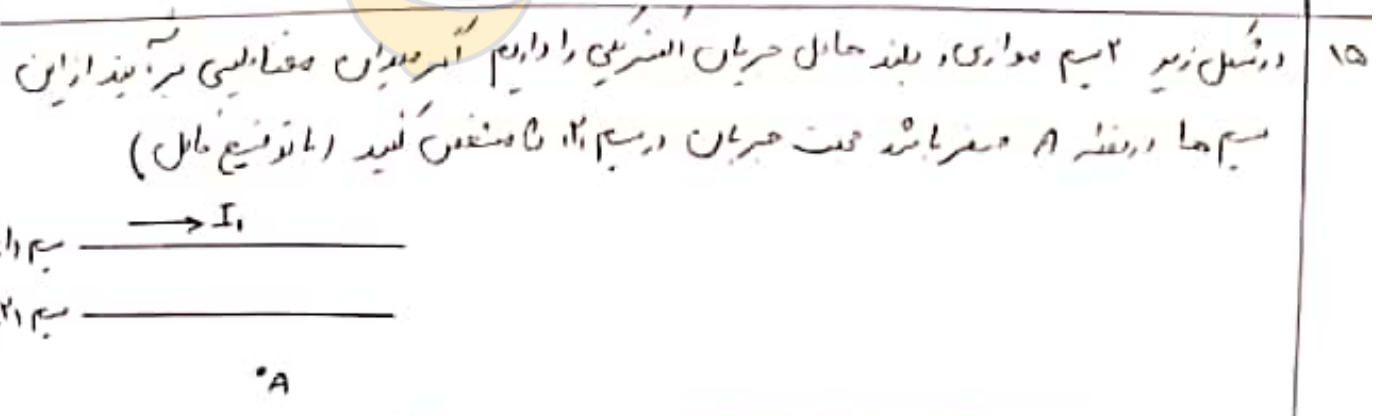 ۱۵
در شکل زیر ۲ سیم موازی و بلند حامل جریان الکتریکی را داریم اگر میدان مغناطیسی برآیند از این
سیم ها در نقطه A صفر باشد جهت جریان در سیم (۲) را مشخص کنید (با توضیح کامل)
I₁
سیم (۱)
سیم (۲)
A